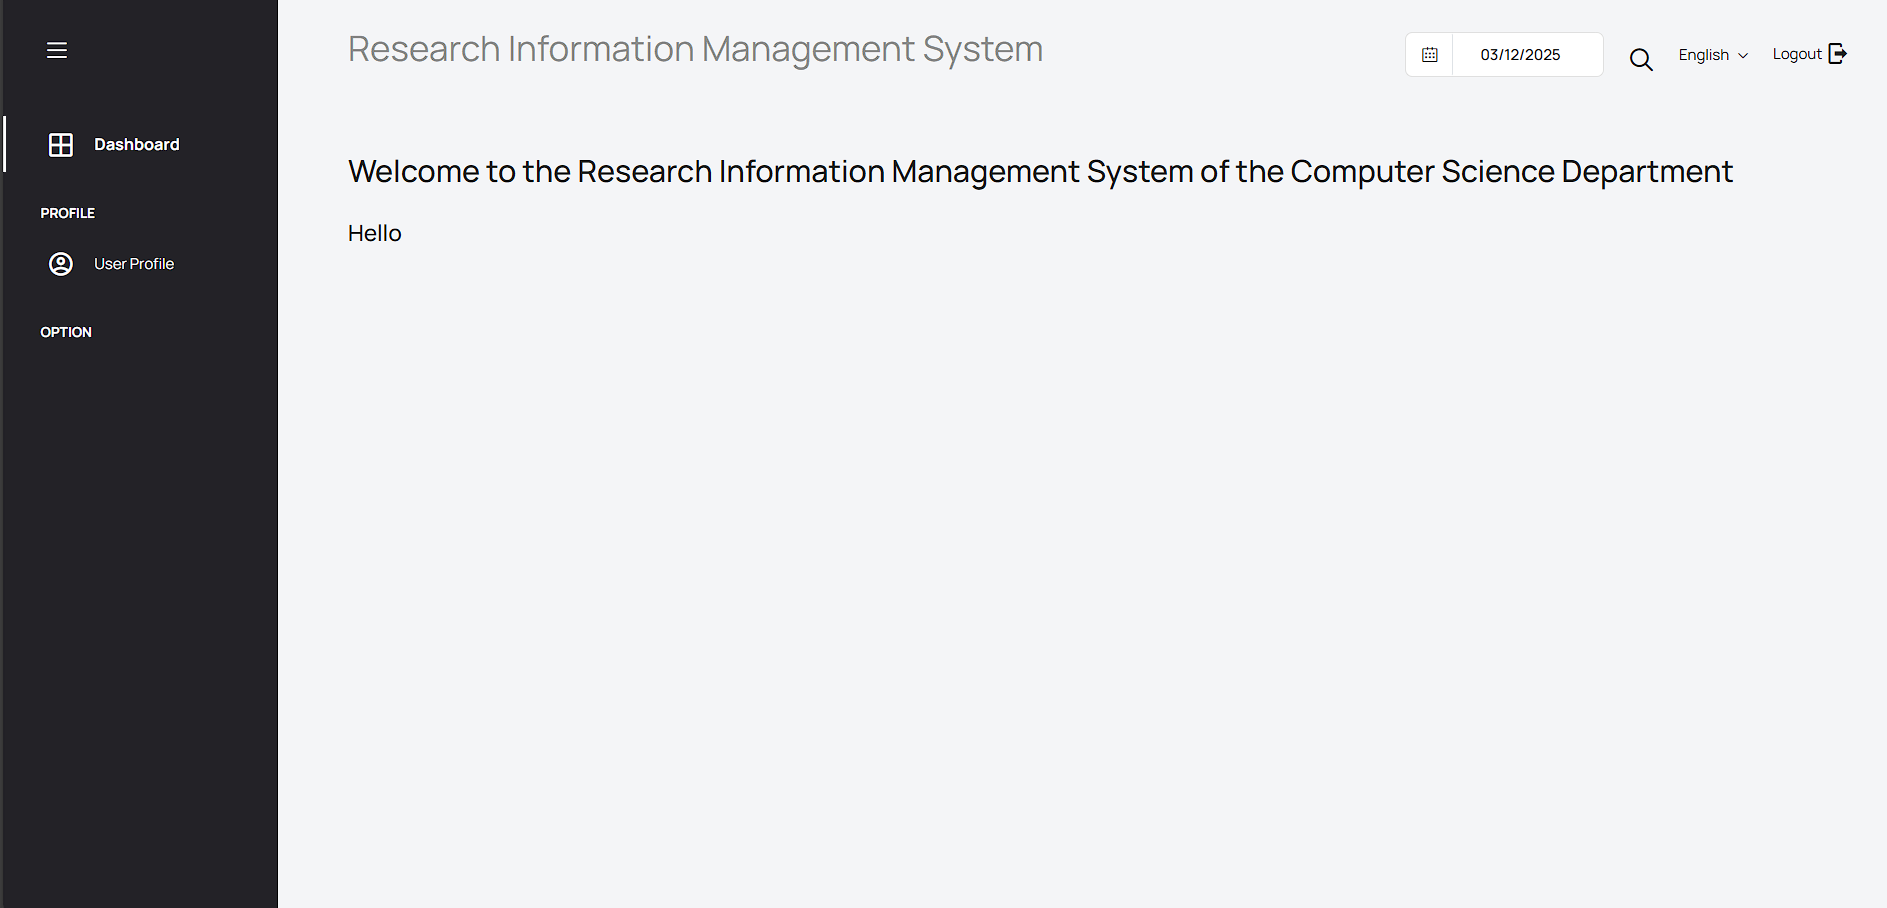 Research Information Management System
03/12/2025
English
Logout
Dashboard
PROFILE
User Profile
OPTION
Welcome to the Research Information Management System of the Computer Science Department
Hello